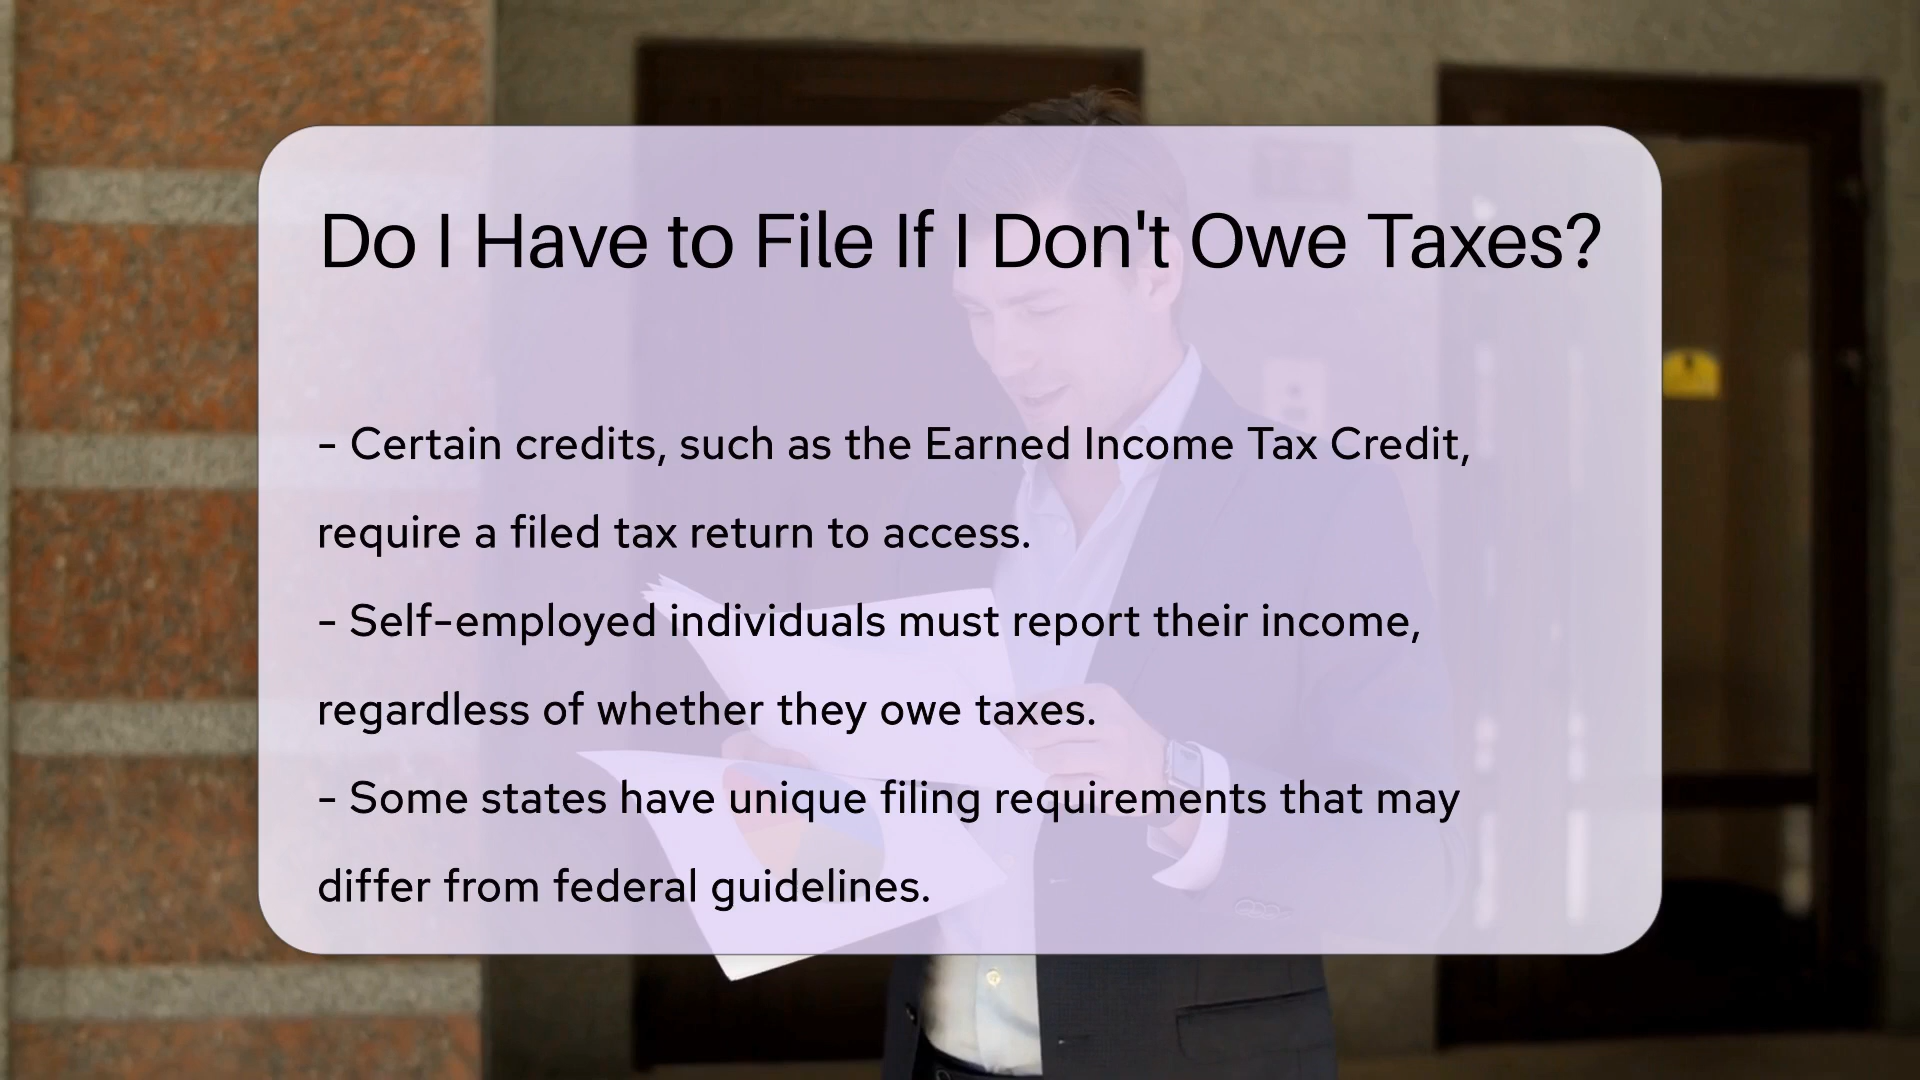 Do I Have to File If I Don't Owe Taxes?
- Certain credits, such as the Earned Income Tax Credit,
require a filed tax return to access.
- Self-employed individuals must report their income,
regardless of whether they owe taxes.
- Some states have unique filing requirements that may
differ from federal guidelines.